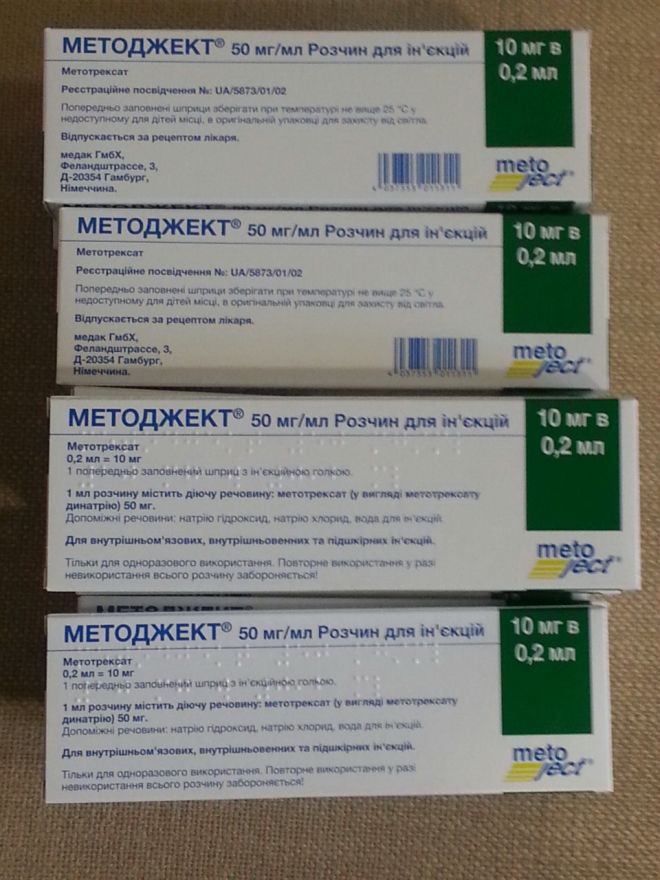 МЕТОДЖЕКТ® 50 мг/мл Розчин для ін'єкцій
10 мг в
0,2 мл
Метотрексат
Реєстраційне посвідчення №: UA/5873/01/02
Попередньо заповнені шприци зберігати при температурі не вище 25 °C у
недоступному для дітей місці, в оригінальній упаковці для захисту від світла.
Відпускається за рецептом лікаря.
медак ГмбХ,
Феландштрассе, 3,
Д-20354 Гамбург,
Німеччина.
4 037353 015811
metoject®
МЕТОДЖЕКТ® 50 мг/мл Розчин для ін'єкцій
10 мг в
0,2 мл
Метотрексат
Реєстраційне посвідчення №: UA/5873/01/02
Попередньо заповнені шприци зберігати при температурі не вище 25 °C у
недоступному для дітей місці, в оригінальній упаковці для захисту від світла.
Відпускається за рецептом лікаря.
медак ГмбХ,
Феландштрассе, 3,
Д-20354 Гамбург,
Німеччина.
4 037353 015811
metoject®
МЕТОДЖЕКТ® 50 мг/мл Розчин для ін'єкцій
10 мг в
0,2 мл
Метотрексат
0,2 мл = 10 мг
1 попередньо заповнений шприц з ін'єкційною голкою.
1 мл розчину містить діючу речовину: метотрексат (у вигляді метотрексату
динатрію) 50 мг.
Допоміжні речовини: натрію гідроксид, натрію хлорид, вода для ін'єкцій.
Для внутрішньом'язових, внутрішньовенних та підшкірних ін'єкцій.
Тільки для одноразового використання. Повторне використання у разі
невикористання всього розчину забороняється!
metoject®
МЕТОДЖЕКТ® 50 мг/мл Розчин для ін'єкцій
10 мг в
0,2 мл
Метотрексат
0,2 мл = 10 мг
1 попередньо заповнений шприц з ін'єкційною голкою.
1 мл розчину містить діючу речовину: метотрексат (у вигляді метотрексату
динатрію) 50 мг.
Допоміжні речовини: натрію гідроксид, натрію хлорид, вода для ін'єкцій.
Для внутрішньом'язових, внутрішньовенних та підшкірних ін'єкцій.
Тільки для одноразового використання. Повторне використання у разі
невикористання всього розчину забороняється!
metoject®